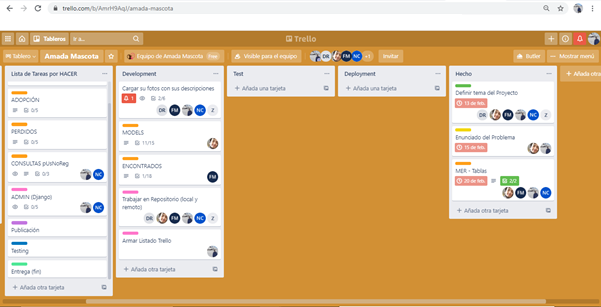 trello.com/b/AmrH9Aql/amada-mascota
Tableros
Ir a...
Trello
Tablero
Amada Mascota
Equipo de Amada Mascota
Free
Visible para el equipo
DR
FM
NC
+1
Invitar
Butler
... Mostrar menú
Lista de Tareas por HACER
ADOPCIÓN
0/5
PERDIDOS
0/5
CONSULTAS pUsNoReg
0/3
NC
ADMIN (Django)
0/5
NC
Publicación
Testing
Entrega (fin)
+ Añada otra tarjeta
Development
Cargar su fotos con sus descripciones
1
2/6
DR
FM
NC
Z
MODELS
11/13
ENCONTRADOS
1/18
FM
Trabajar en Repositorio (local y remoto)
DR
FM
NC
Z
Armar Listado Trello
+ Añada otra tarjeta
Test
+ Añada una tarjeta
Deployment
+ Añada una tarjeta
Hecho
Definir tema del Proyecto
13 de feb.
DR
FM
NC
Z
Enunciado del Problema
15 de feb.
MER - Tablas
20 de feb.
2/2
FM
NC
+ Añada otra tarjeta
+ Añada otra